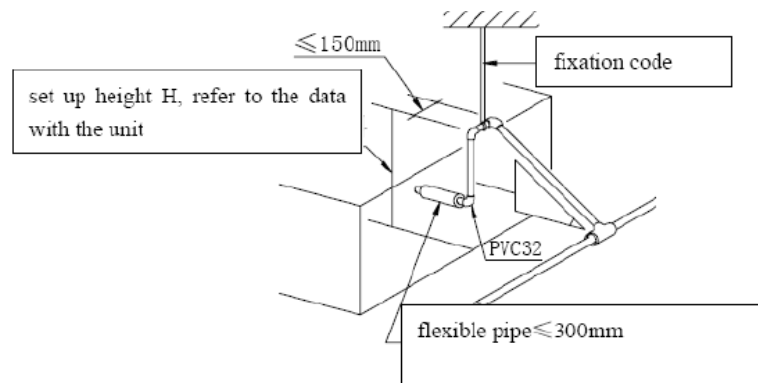 ≤150mm
fixation code
set up height H, refer to the data
with the unit
PVC32
flexible pipe≤300mm